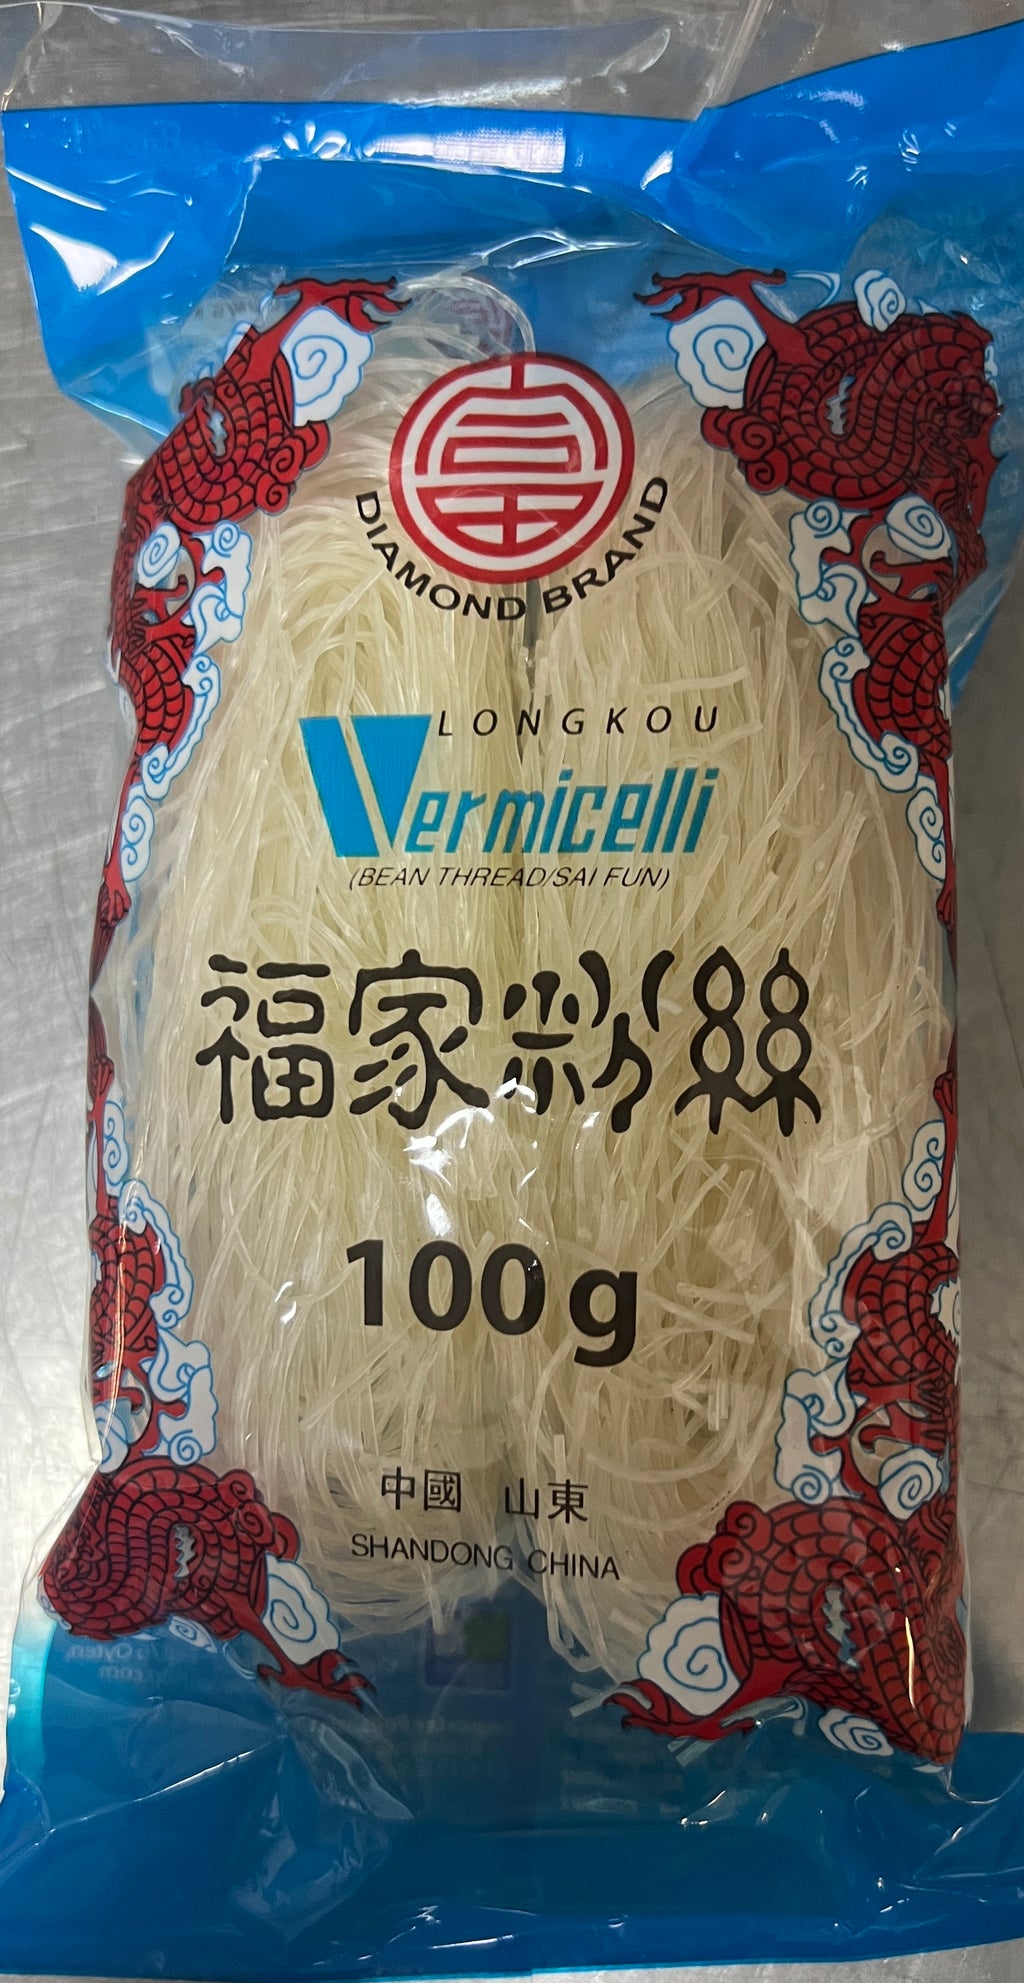 DIAMOND BRAND
LONGKOU
Vermicelli
(BEAN THREAD/SAI FUN)
福家粉絲
100g
中國 山東
SHANDONG CHINA